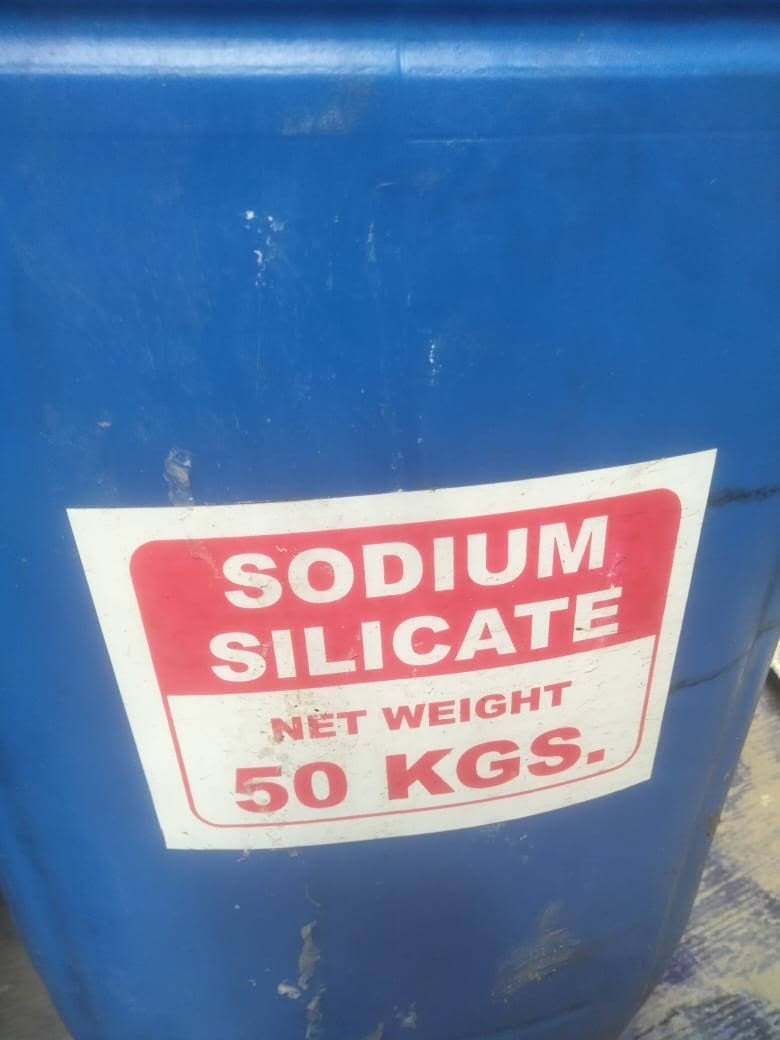 SODIUM
SILICATE
NET WEIGHT
50 KGS.